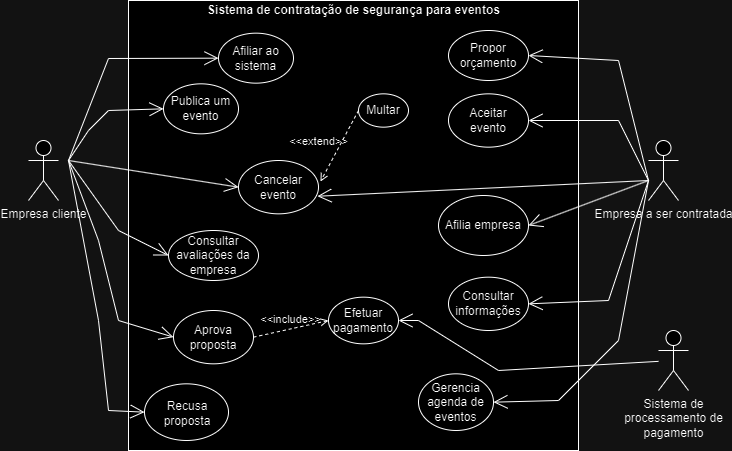 Sistema de contratação de segurança para eventos
Afiliar ao
sistema
Propor
orçamento
Publica um
evento
Multar
Aceitar
evento
<<extend>>
Cancelar
evento
Empresa cliente
Empresa a ser contratada
Afilia empresa
Consultar
avaliações da
empresa
Consultar
informações
<<include>>
Efetuar
pagamento
Aprova
proposta
Gerencia
agenda de
eventos
Recusa
proposta
Sistema de
processamento de
pagamento